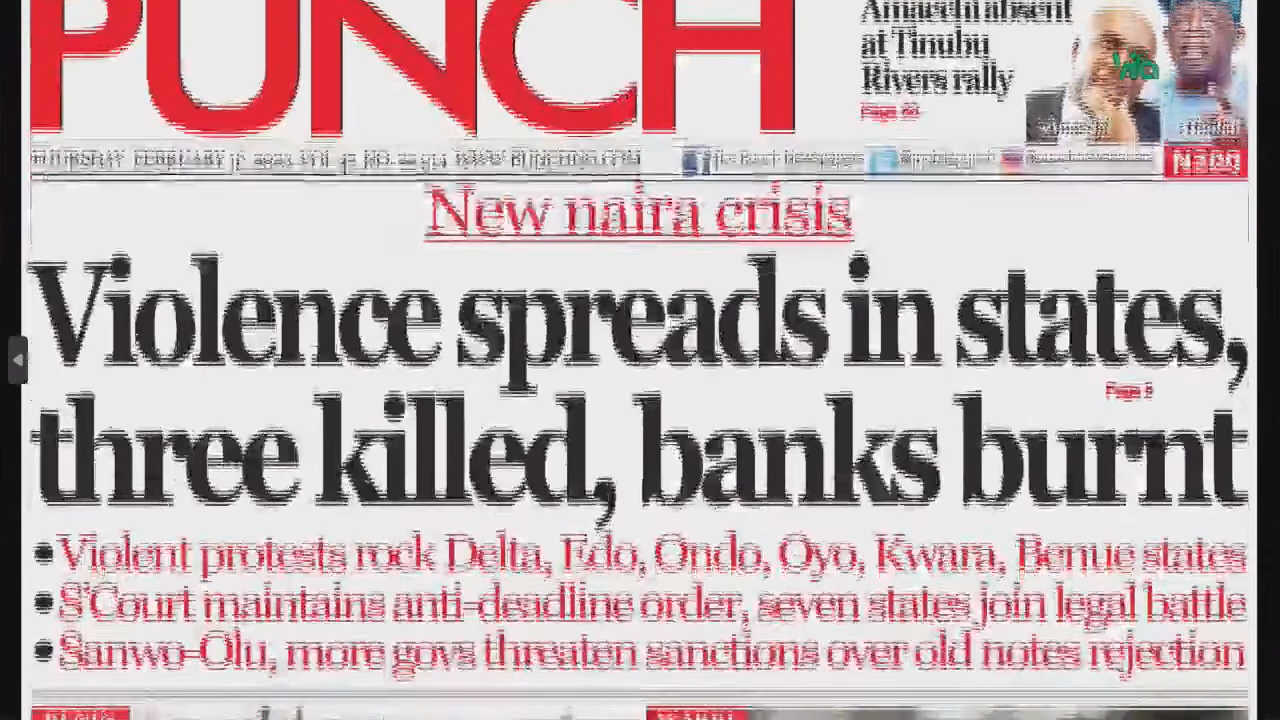 PUNCH
Amaechi absent
at Tinubu
Rivers rally
New naira crisis
Violence spreads in states,
three killed, banks burnt
•Violent protests rock Delta, Edo, Ondo, Oyo, Kwara, Benue states
•S'Court maintains anti-deadline order, seven states join legal battle
•Sanwo-Olu, more govs threaten sanctions over old notes rejection